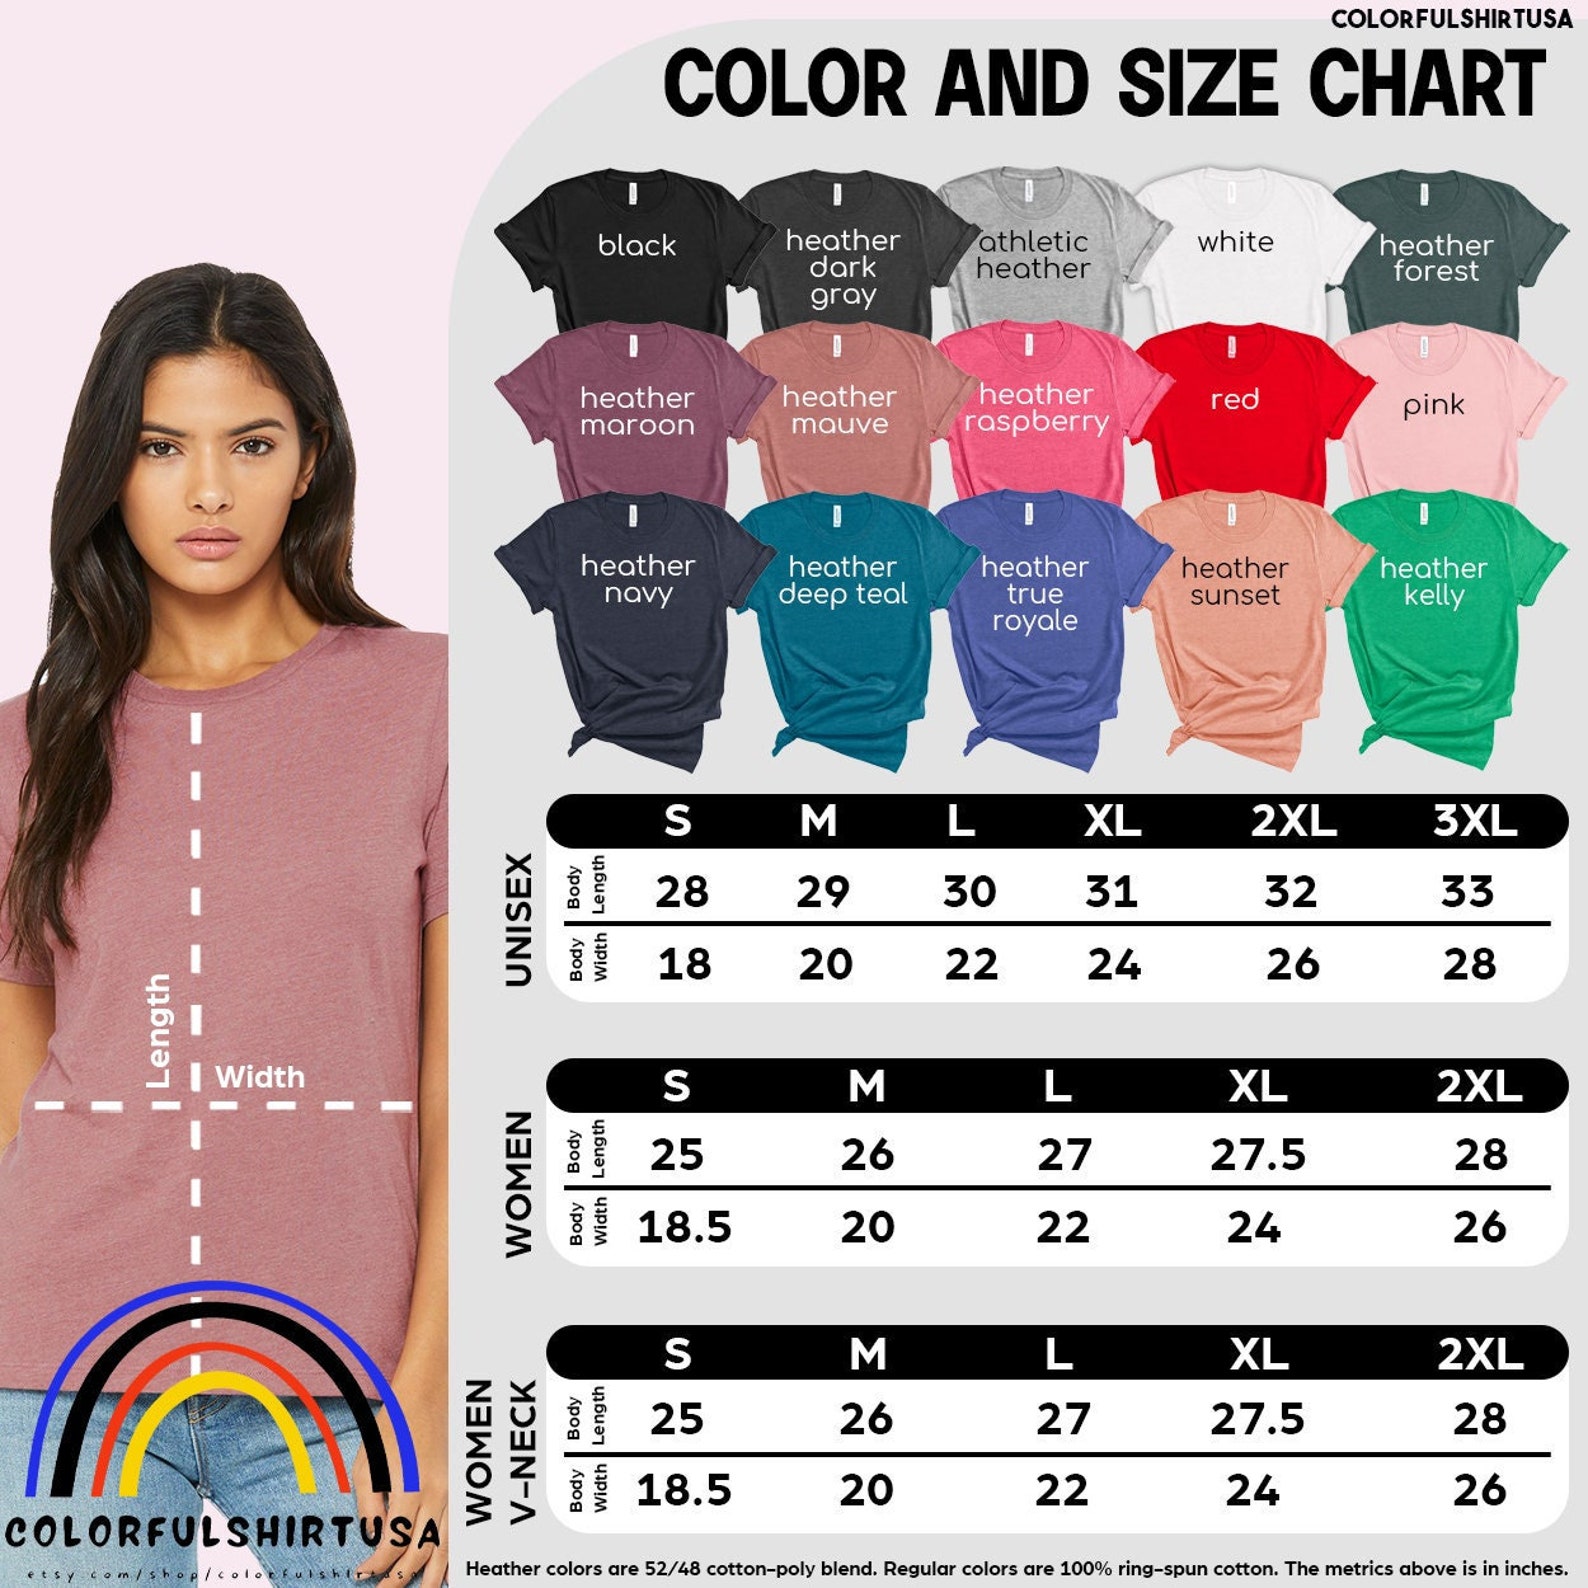 COLORFULSHIRTUSA
COLOR AND SIZE CHART
black
heather
dark
gray
athletic
heather
white
heather
forest
heather
maroon
heather
mauve
heather
raspberry
red
pink
heather
navy
heather
deep teal
heather
true
royale
heather
sunset
heather
kelly
Length
Width
UNISEX
S M L XL 2XL 3XL
Body
Length
28 29 30 31 32 33
Body
Width
18 20 22 24 26 28
WOMEN
S M L XL 2XL
Body
Length
25 26 27 27.5 28
Body
Width
18.5 20 22 24 26
WOMEN
V-NECK
S M L XL 2XL
Body
Length
25 26 27 27.5 28
Body
Width
18.5 20 22 24 26
COLORFULSHIRTUSA
etsy.com/shop/colorfulshirtusa
Heather colors are 52/48 cotton-poly blend. Regular colors are 100% ring-spun cotton. The metrics above is in inches.